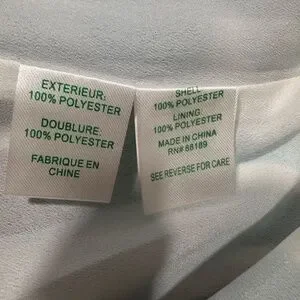 EXTERIEUR:
100% POLYESTER
DOUBLURE:
100% POLYESTER
FABRIQUE EN
CHINE
SHELL
100% POLYESTER
LINING:
100% POLYESTER
MADE IN CHINA
RN# 88189
SEE REVERSE FOR CARE